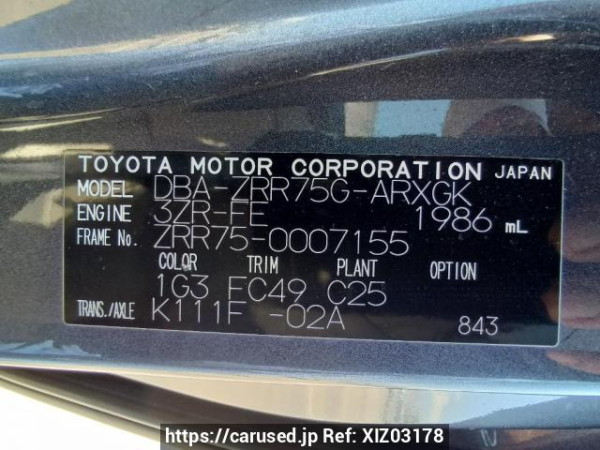 TOYOTA MOTOR CORPORATION JAPAN
MODEL DBA-ZRR75G-ARXGK
ENGINE 3ZR-FE 1986 mL
FRAME No. ZRR75-0007155
COLOR TRIM PLANT OPTION
1G3 FC49 C25
TRANS./AXLE K111F -02A 843
https://carused.jp Ref: XIZ03178